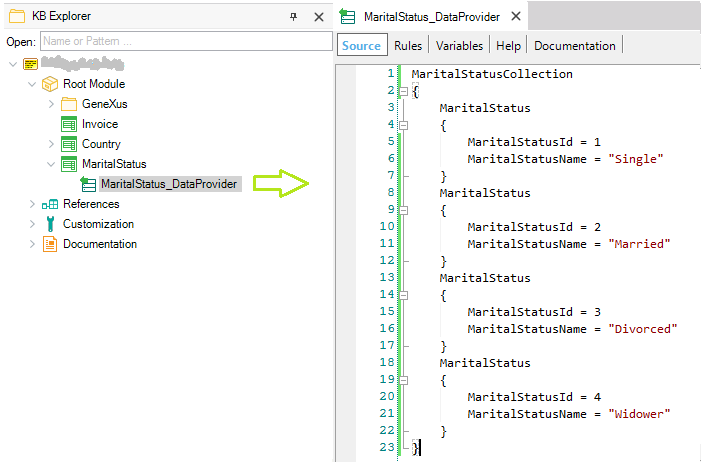 KB Explorer
Open: Name or Pattern ...
Root Module
GeneXus
Invoice
Country
MaritalStatus
MaritalStatus_DataProvider
References
Customization
Documentation
MaritalStatus_DataProvider
Source Rules Variables Help Documentation
1 MaritalStatusCollection
2 {
3 MaritalStatus
4 {
5 MaritalStatusId = 1
6 MaritalStatusName = "Single"
7 }
8 MaritalStatus
9 {
10 MaritalStatusId = 2
11 MaritalStatusName = "Married"
12 }
13 MaritalStatus
14 {
15 MaritalStatusId = 3
16 MaritalStatusName = "Divorced"
17 }
18 MaritalStatus
19 {
20 MaritalStatusId = 4
21 MaritalStatusName = "Widower"
22 }
23 }